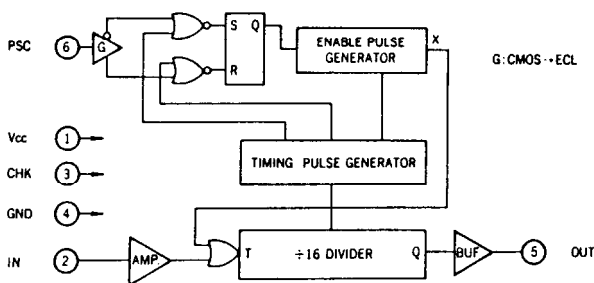 PSC 6 G S Q R ENABLE PULSE GENERATOR X G:CMOS→ECL
Vcc 1
CHK 3
GND 4
TIMING PULSE GENERATOR
IN 2 AMP. T ÷16 DIVIDER Q BUF 5 OUT